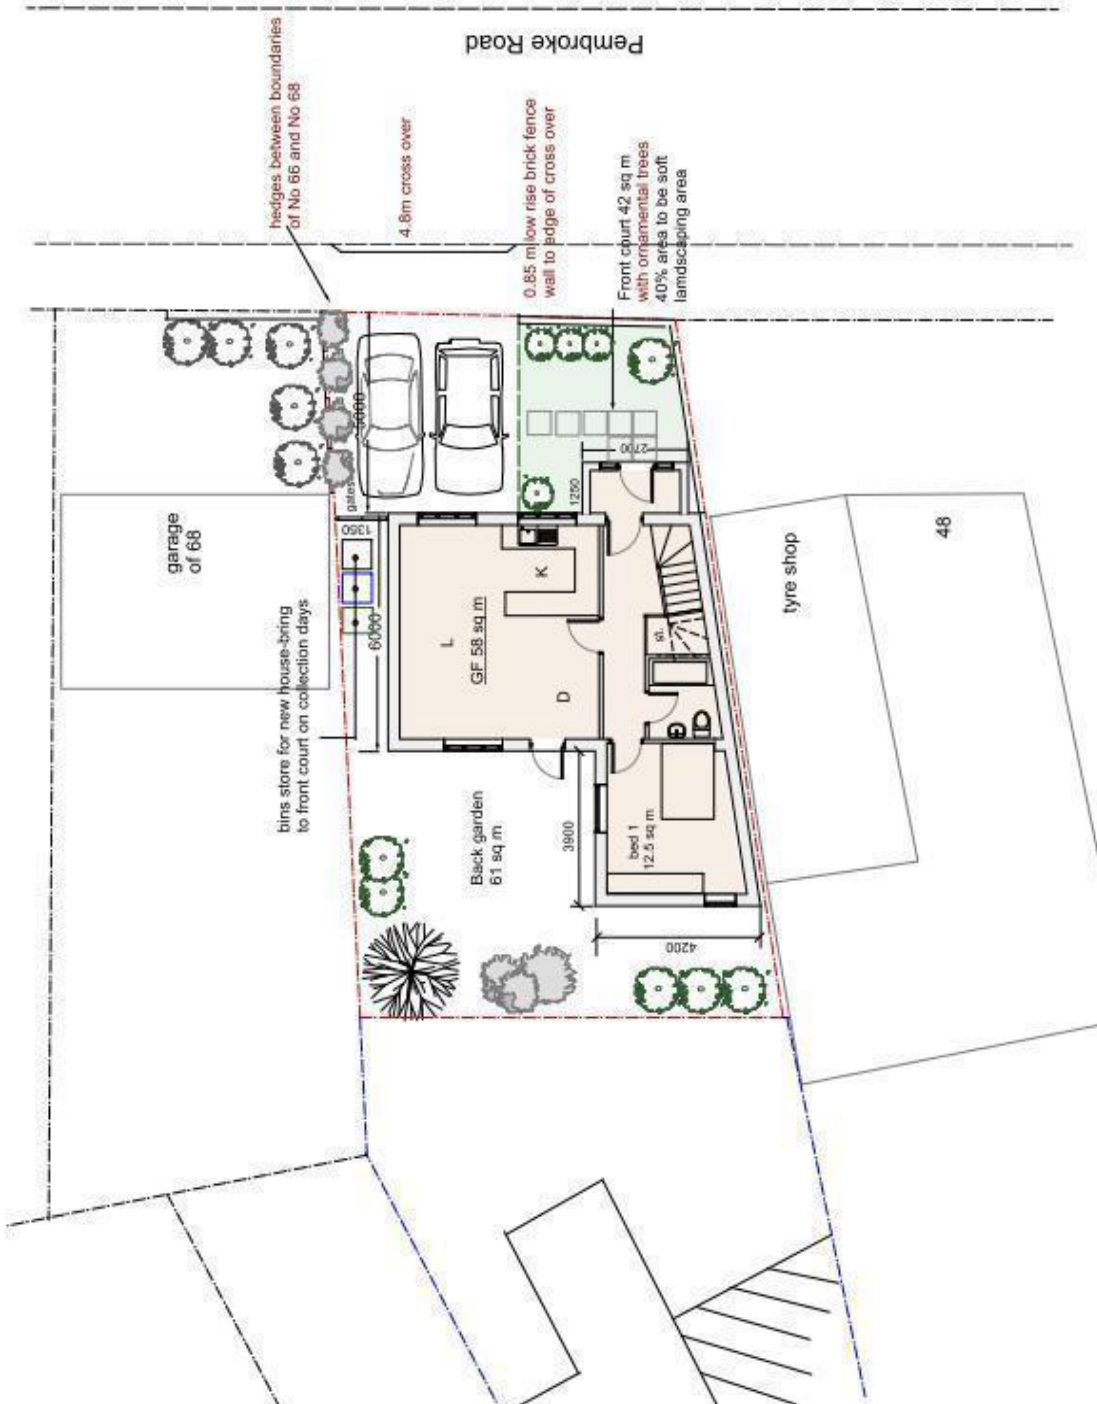 Pembroke Road
hedges between boundaries
of No 66 and No 68
4.8m cross over
0.85 m low rise brick fence
wall to edge of cross over
Front court 42 sq m
with ornamental trees
40% area to be soft
lamdscaping area
garage
of 68
gates
5000
1350
6000
bins store for new house-bring
to front court on collection days
L
GF 58 sq m
K
D
1250
2700
st.
tyre shop
48
Back garden
61 sq m
3900
bed 1
12.5 sq m
4200